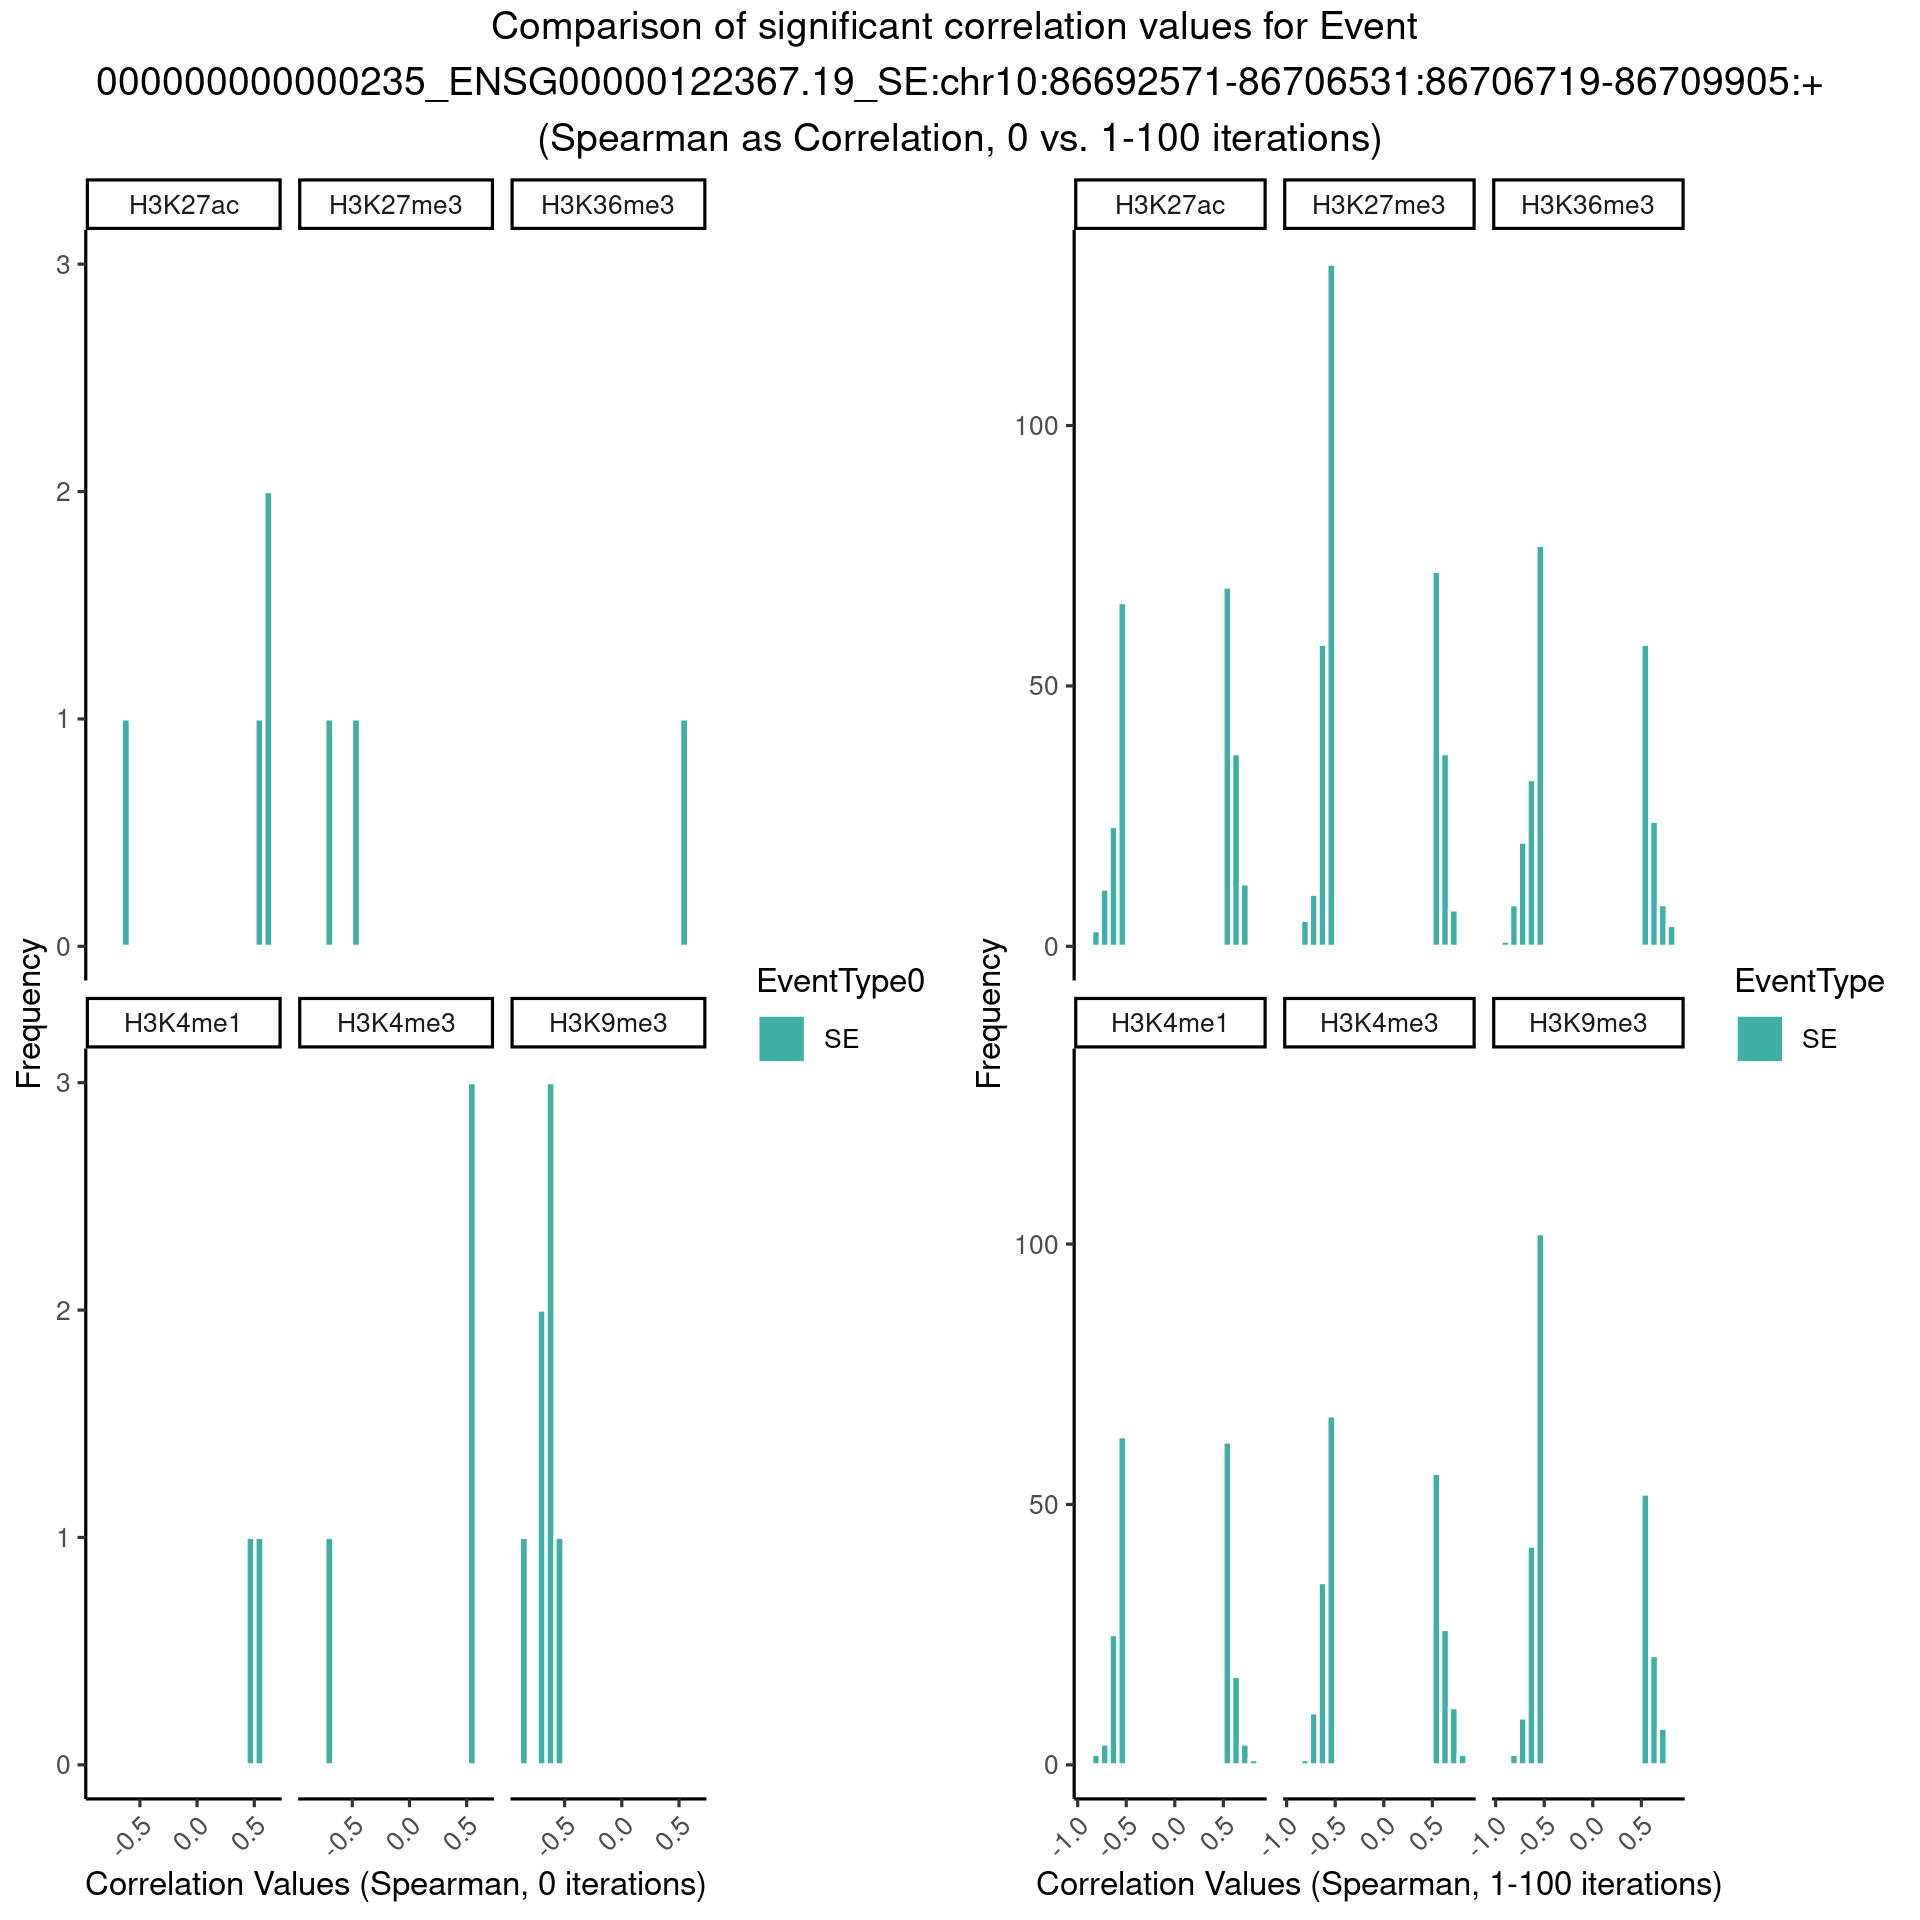 Comparison of significant correlation values for Event
000000000000235_ENSG00000122367.19_SE:chr10:86692571-86706531:86706719-86709905:+
(Spearman as Correlation, 0 vs. 1-100 iterations)
H3K27ac H3K27me3 H3K36me3
3
2
1
0
Frequency
H3K4me1 H3K4me3 H3K9me3
3
2
1
0
-0.5 0.0 0.5 -0.5 0.0 0.5 -0.5 0.0 0.5
Correlation Values (Spearman, 0 iterations)
EventType0
SE
H3K27ac H3K27me3 H3K36me3
100
50
0
Frequency
H3K4me1 H3K4me3 H3K9me3
100
50
0
-1.0 -0.5 0.0 0.5 -1.0 -0.5 0.0 0.5 -1.0 -0.5 0.0 0.5
Correlation Values (Spearman, 1-100 iterations)
EventType
SE